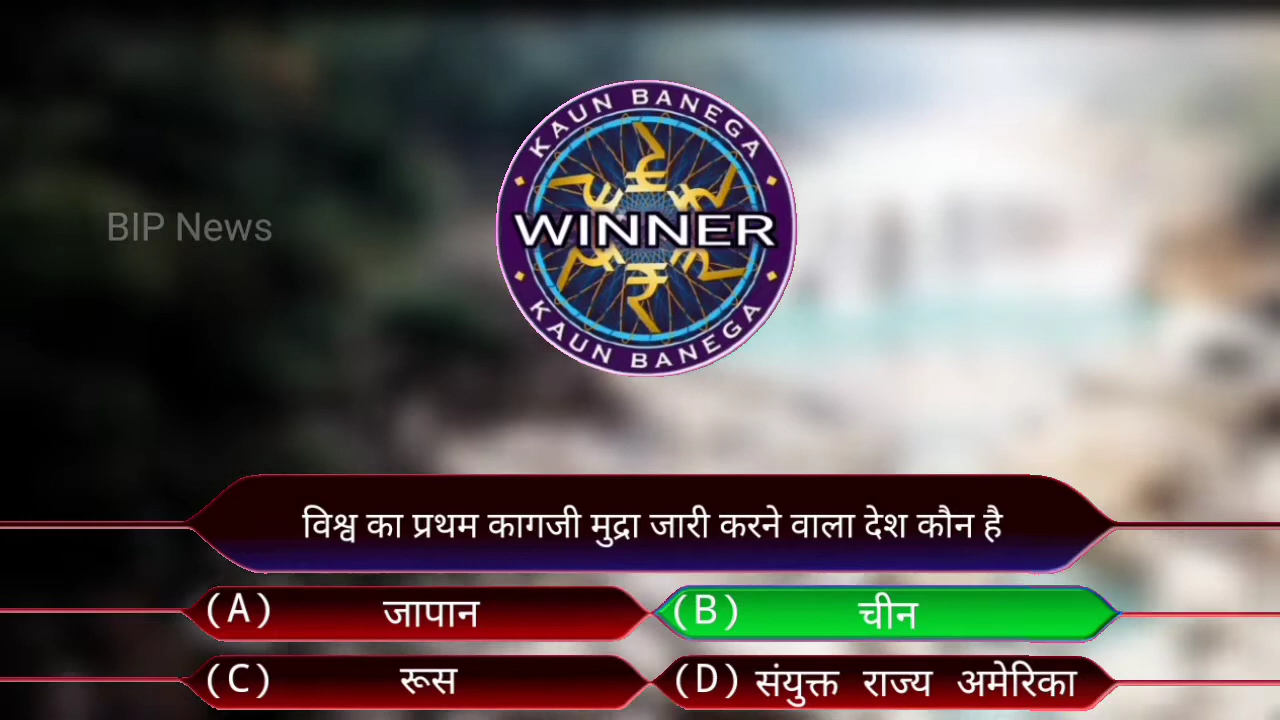 KAUN BANEGA
BIP News
WINNER
KAUN BANEGA
विश्व का प्रथम कागजी मुद्रा जारी करने वाला देश कौन है
(A) जापान
(B) चीन
(C) रूस
(D) संयुक्त राज्य अमेरिका